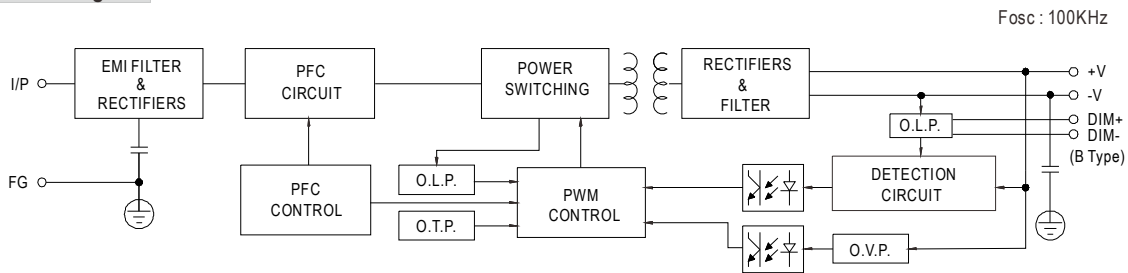 Fosc : 100KHz
I/P
EMI FILTER
&
RECTIFIERS
PFC
CIRCUIT
POWER
SWITCHING
RECTIFIERS
&
FILTER
+V
-V
DIM+
DIM-
(B Type)
O.L.P.
FG
PFC
CONTROL
O.L.P.
O.T.P.
PWM
CONTROL
DETECTION
CIRCUIT
O.V.P.